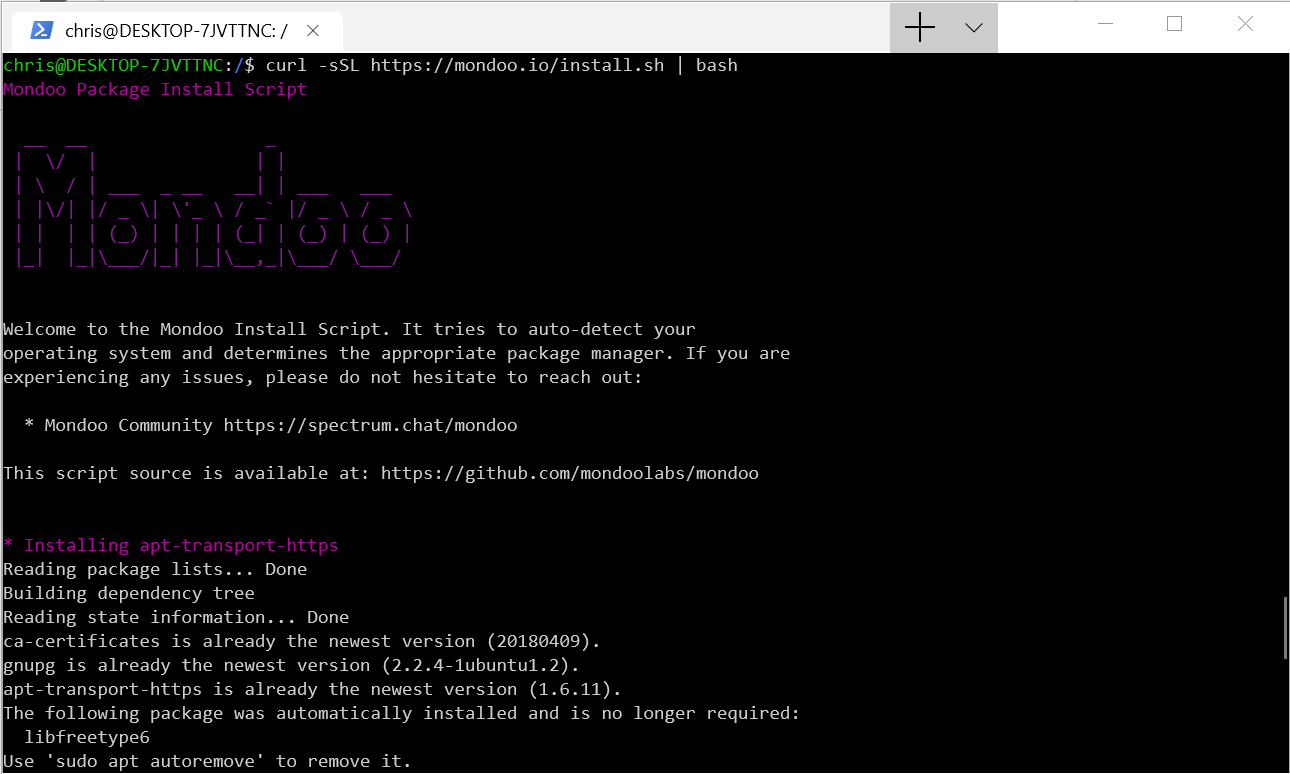 chris@DESKTOP-7JVTTNC: /
chris@DESKTOP-7JVTTNC:/$ curl -sSL https://mondoo.io/install.sh | bash
Mondoo Package Install Script
Mondoo
Welcome to the Mondoo Install Script. It tries to auto-detect your
operating system and determines the appropriate package manager. If you are
experiencing any issues, please do not hesitate to reach out:
* Mondoo Community https://spectrum.chat/mondoo
This script source is available at: https://github.com/mondoolabs/mondoo
* Installing apt-transport-https
Reading package lists... Done
Building dependency tree
Reading state information... Done
ca-certificates is already the newest version (20180409).
gnupg is already the newest version (2.2.4-1ubuntu1.2).
apt-transport-https is already the newest version (1.6.11).
The following package was automatically installed and is no longer required:
libfreetype6
Use 'sudo apt autoremove' to remove it.